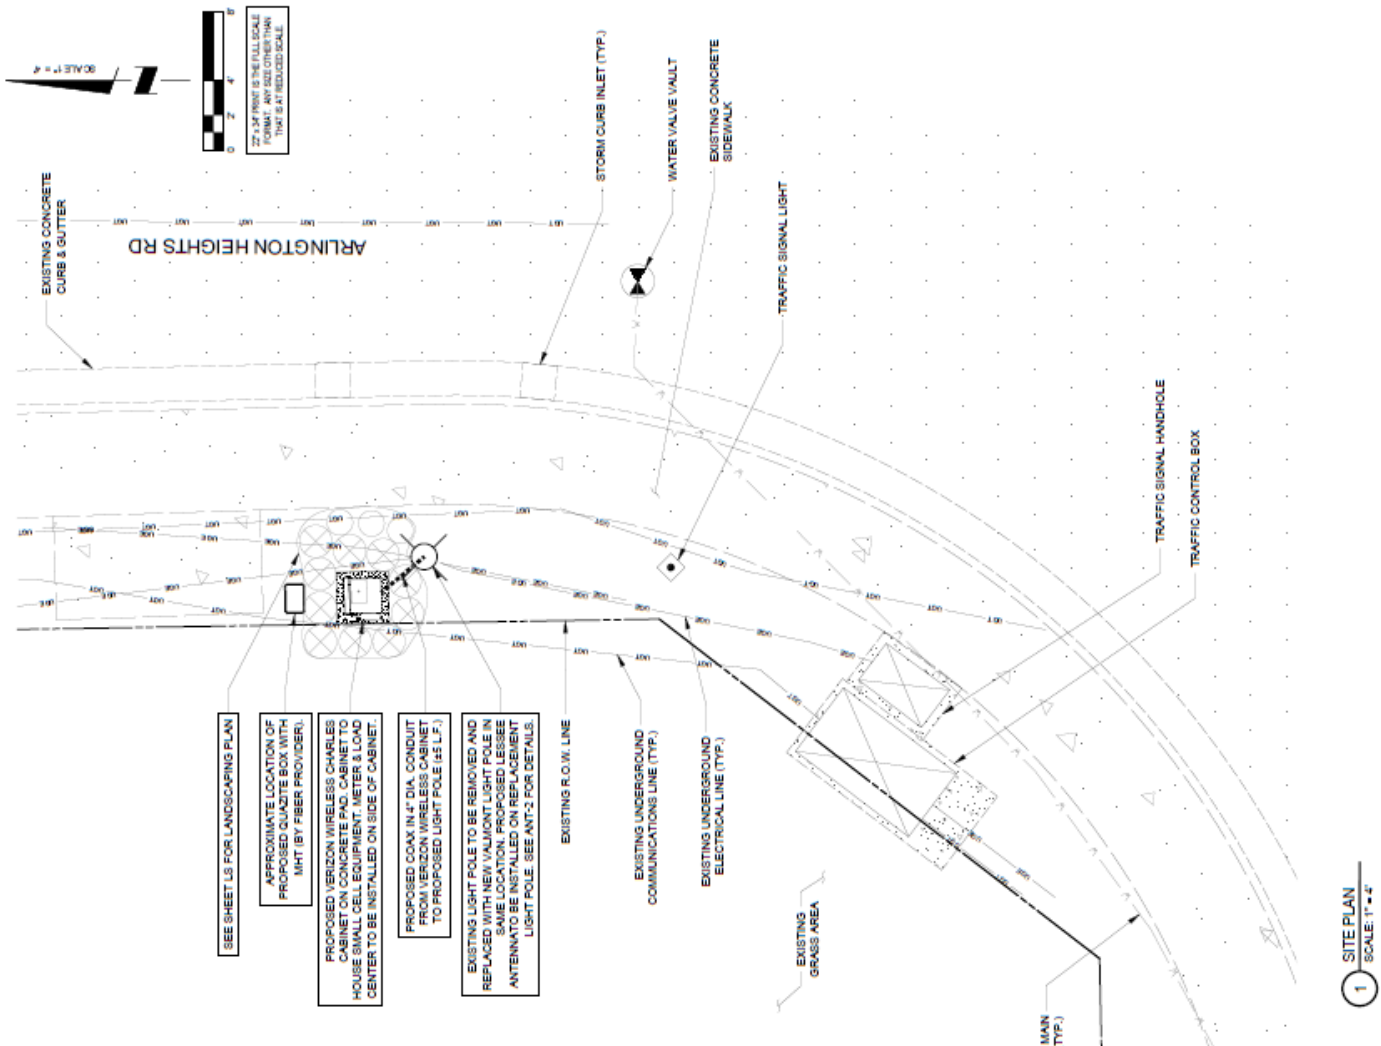 SCALE 1" = 4'
0
2'
4'
8'
22" x 34" PRINT IS THE FULL SCALE
FORMAT. ANY SIZE OTHER THAN
THAT IS AT REDUCED SCALE.
EXISTING CONCRETE
CURB & GUTTER
ARLINGTON HEIGHTS RD
STORM CURB INLET (TYP.)
WATER VALVE VAULT
EXISTING CONCRETE
SIDEWALK
TRAFFIC SIGNAL LIGHT
TRAFFIC SIGNAL HANDHOLE
TRAFFIC CONTROL BOX
SEE SHEET LS FOR LANDSCAPING PLAN
APPROXIMATE LOCATION OF
PROPOSED QUAZITE BOX WITH
MHT (BY FIBER PROVIDER).
PROPOSED VERIZON WIRELESS CHARLES
CABINET ON CONCRETE PAD. CABINET TO
HOUSE SMALL CELL EQUIPMENT. METER & LOAD
CENTER TO BE INSTALLED ON SIDE OF CABINET.
PROPOSED COAX IN 4" DIA. CONDUIT
FROM VERIZON WIRELESS CABINET
TO PROPOSED LIGHT POLE (±5 L.F.)
EXISTING LIGHT POLE TO BE REMOVED AND
REPLACED WITH NEW VALMONT LIGHT POLE IN
SAME LOCATION. PROPOSED LESSEE
ANTENNA TO BE INSTALLED ON REPLACEMENT
LIGHT POLE. SEE ANT-2 FOR DETAILS.
EXISTING R.O.W. LINE
EXISTING UNDERGROUND
COMMUNICATIONS LINE (TYP.)
EXISTING UNDERGROUND
ELECTRICAL LINE (TYP.)
EXISTING
GRASS AREA
MAIN
TYP.)
1
SITE PLAN
SCALE: 1" = 4'